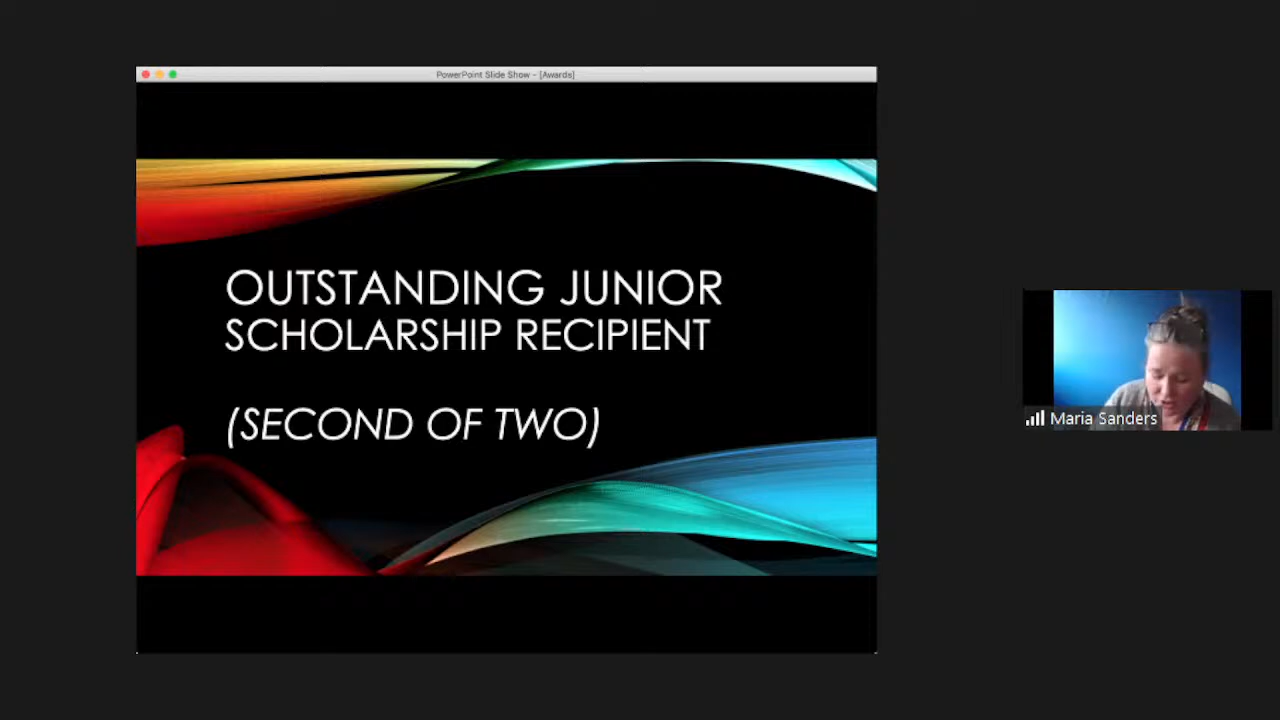 PowerPoint Slide Show - [Awards]
OUTSTANDING JUNIOR
SCHOLARSHIP RECIPIENT
(SECOND OF TWO)
Maria Sanders